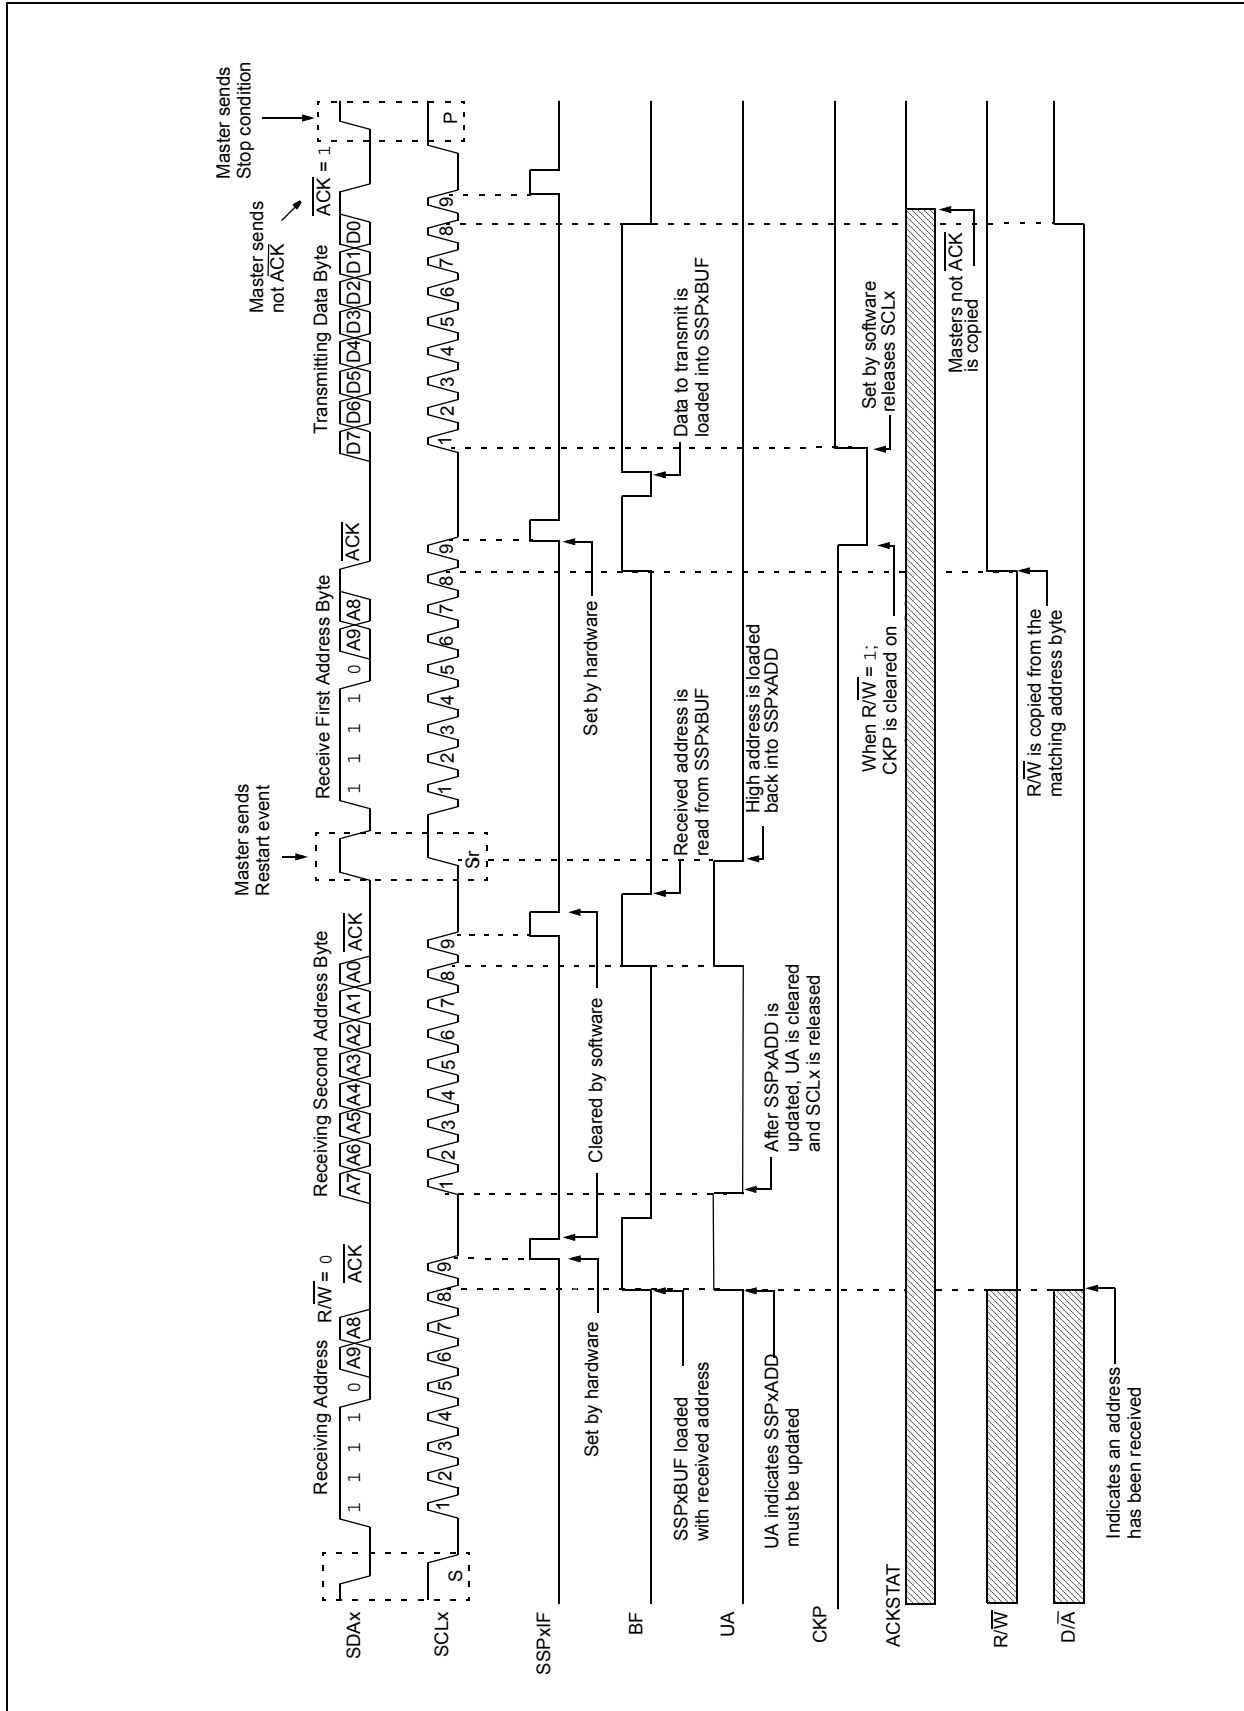 Master sends
Stop condition
Master sends
not ACK
ACK = 1
Master sends
Restart event
Receiving Address
R/W = 0
ACK
Receiving Second Address Byte
ACK
Receive First Address Byte
ACK
Transmitting Data Byte
SDAx
1 1 1 1 0 A9 A8
A7 A6 A5 A4 A3 A2 A1 A0
1 1 1 1 0 A9 A8
D7 D6 D5 D4 D3 D2 D1 D0
SCLx
S
1 2 3 4 5 6 7 8 9
1 2 3 4 5 6 7 8 9
Sr
1 2 3 4 5 6 7 8 9
1 2 3 4 5 6 7 8 9
P
SSPxIF
Set by hardware
Cleared by software
Set by hardware
BF
SSPxBUF loaded
with received address
Received address is
read from SSPxBUF
Data to transmit is
loaded into SSPxBUF
UA
UA indicates SSPxADD
must be updated
After SSPxADD is
updated, UA is cleared
and SCLx is released
High address is loaded
back into SSPxADD
CKP
When R/W = 1;
CKP is cleared on
Set by software
releases SCLx
ACKSTAT
Masters not ACK
is copied
R/W
R/W is copied from the
matching address byte
D/A
Indicates an address
has been received